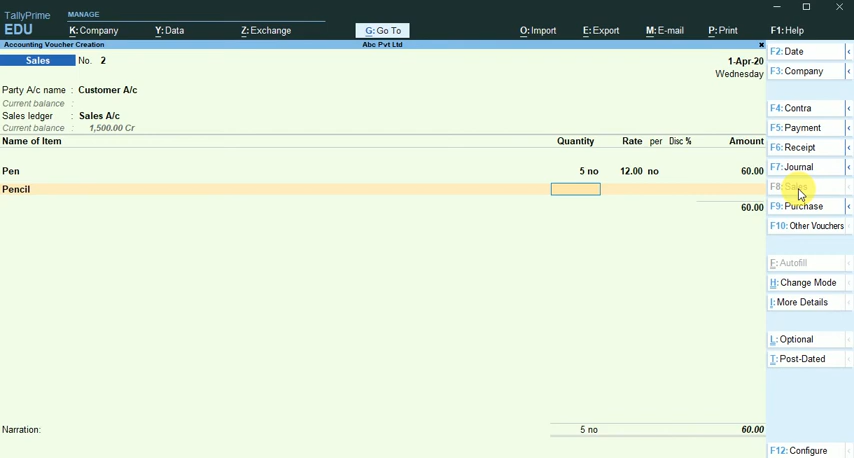 TallyPrime MANAGE
EDU K: Company Y: Data Z: Exchange G: Go To O: Import E: Export M: E-mail P: Print F1: Help
Accounting Voucher Creation Abc Pvt Ltd x
Sales No. 2 1-Apr-20
Wednesday
Party A/c name : Customer A/c
Current balance :
Sales ledger : Sales A/c
Current balance : 1,500.00 Cr
Name of Item Quantity Rate per Disc % Amount
Pen 5 no 12.00 no 60.00
Pencil
60.00
Narration: 5 no 60.00
F2: Date
F3: Company
F4: Contra
F5: Payment
F6: Receipt
F7: Journal
F8: Sales
F9: Purchase
F10: Other Vouchers
F: Autofill
H: Change Mode
I: More Details
L: Optional
T: Post-Dated
F12: Configure